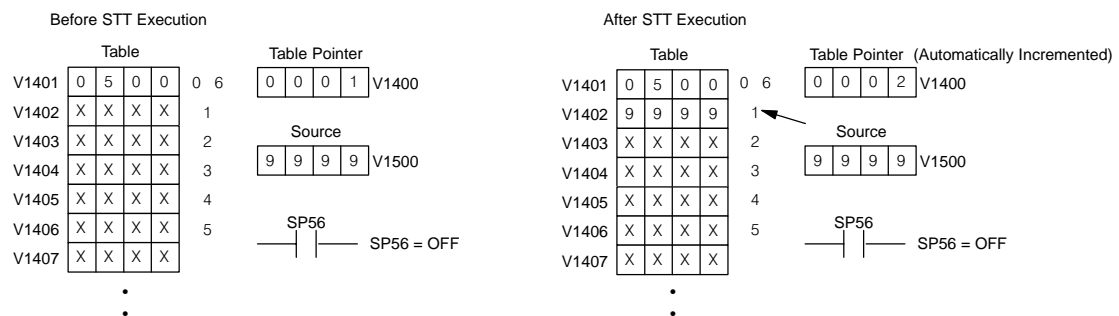 Before STT Execution
Table
Table Pointer
V1401 0 5 0 0 0 6
0 0 0 1 V1400
V1402 X X X X 1
V1403 X X X X 2
Source
V1404 X X X X 3
9 9 9 9 V1500
V1405 X X X X 4
V1406 X X X X 5
SP56
SP56 = OFF
V1407 X X X X
After STT Execution
Table
Table Pointer (Automatically Incremented)
V1401 0 5 0 0 0 6
0 0 0 2 V1400
V1402 9 9 9 9 1
V1403 X X X X 2
Source
V1404 X X X X 3
9 9 9 9 V1500
V1405 X X X X 4
V1406 X X X X 5
SP56
SP56 = OFF
V1407 X X X X